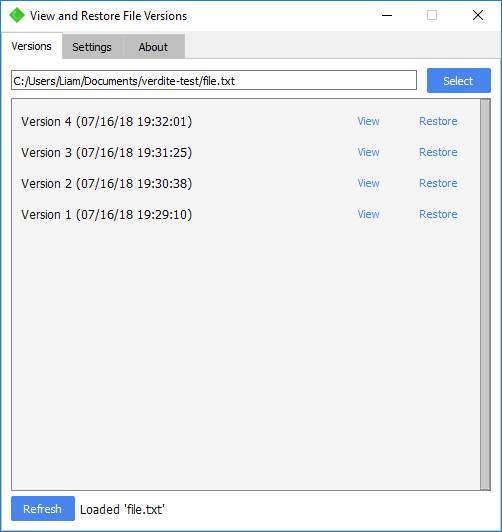 View and Restore File Versions
Versions Settings About
C:/Users/Liam/Documents/verdite-test/file.txt Select
Version 4 (07/16/18 19:32:01) View Restore
Version 3 (07/16/18 19:31:25) View Restore
Version 2 (07/16/18 19:30:38) View Restore
Version 1 (07/16/18 19:29:10) View Restore
Refresh Loaded 'file.txt'